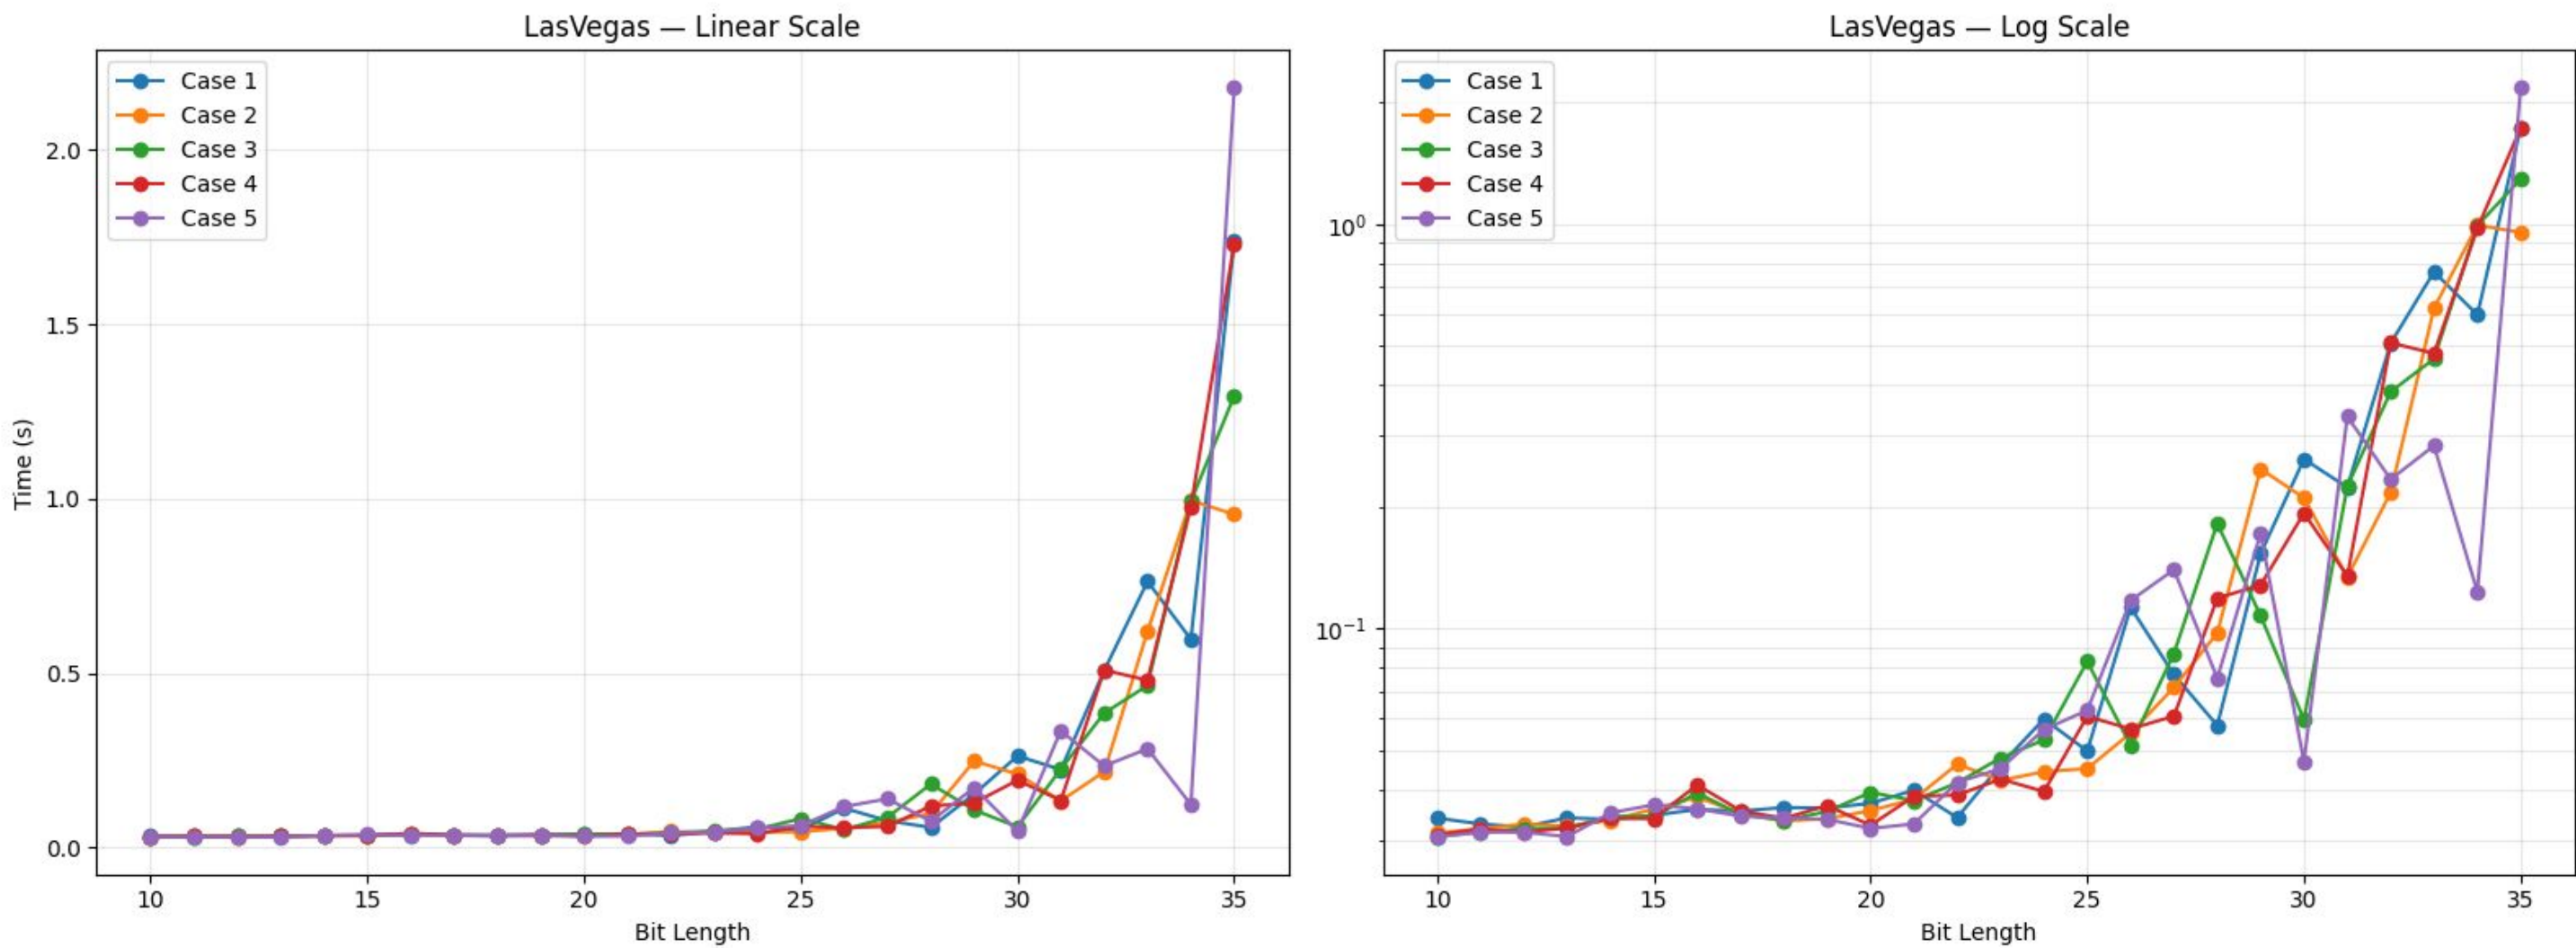 LasVegas — Linear Scale
Case 1
Case 2
Case 3
Case 4
Case 5
Time (s)
2.0
1.5
1.0
0.5
0.0
10 15 20 25 30 35
Bit Length
LasVegas — Log Scale
Case 1
Case 2
Case 3
Case 4
Case 5
10⁰
10⁻¹
10 15 20 25 30 35
Bit Length